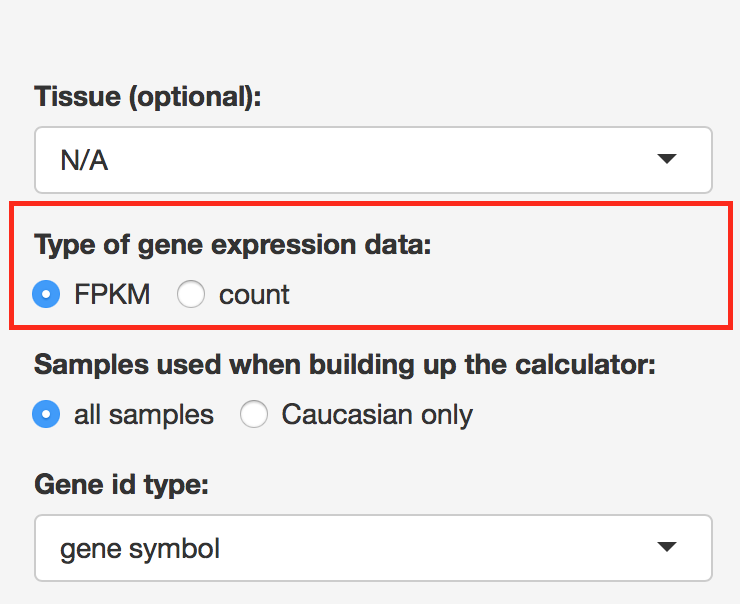 Tissue (optional):
N/A
Type of gene expression data:
FPKM count
Samples used when building up the calculator:
all samples Caucasian only
Gene id type:
gene symbol